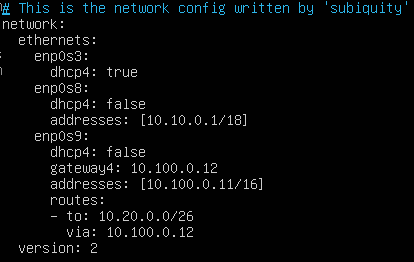 # This is the network config written by 'subiquity'
network:
  ethernets:
    enp0s3:
      dhcp4: true
    enp0s8:
      dhcp4: false
      addresses: [10.10.0.1/18]
    enp0s9:
      dhcp4: false
      gateway4: 10.100.0.12
      addresses: [10.100.0.11/16]
      routes:
      - to: 10.20.0.0/26
        via: 10.100.0.12
  version: 2